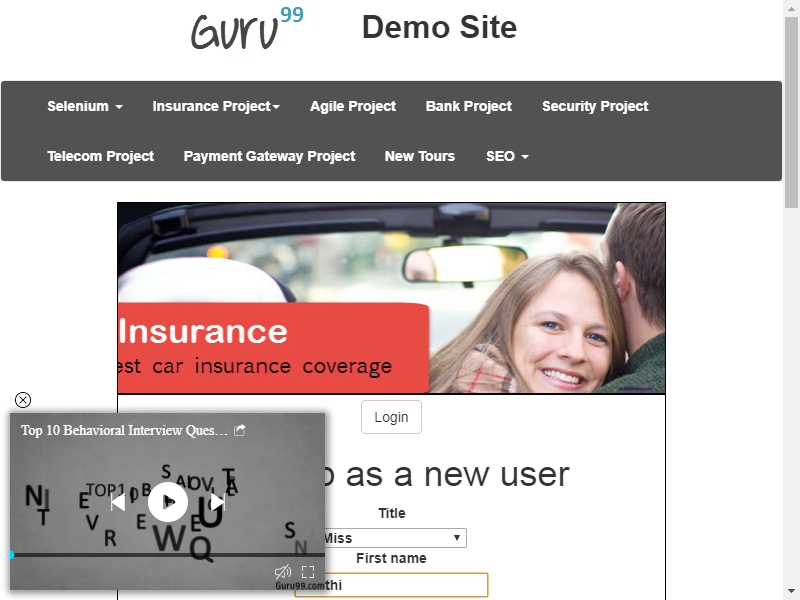 Guru 99
Demo Site
Selenium
Insurance Project
Agile Project
Bank Project
Security Project
Telecom Project
Payment Gateway Project
New Tours
SEO
Insurance
est car insurance coverage
Login
Top 10 Behavioral Interview Ques...
as a new user
Title
Miss
First name
thi
Guru99.com